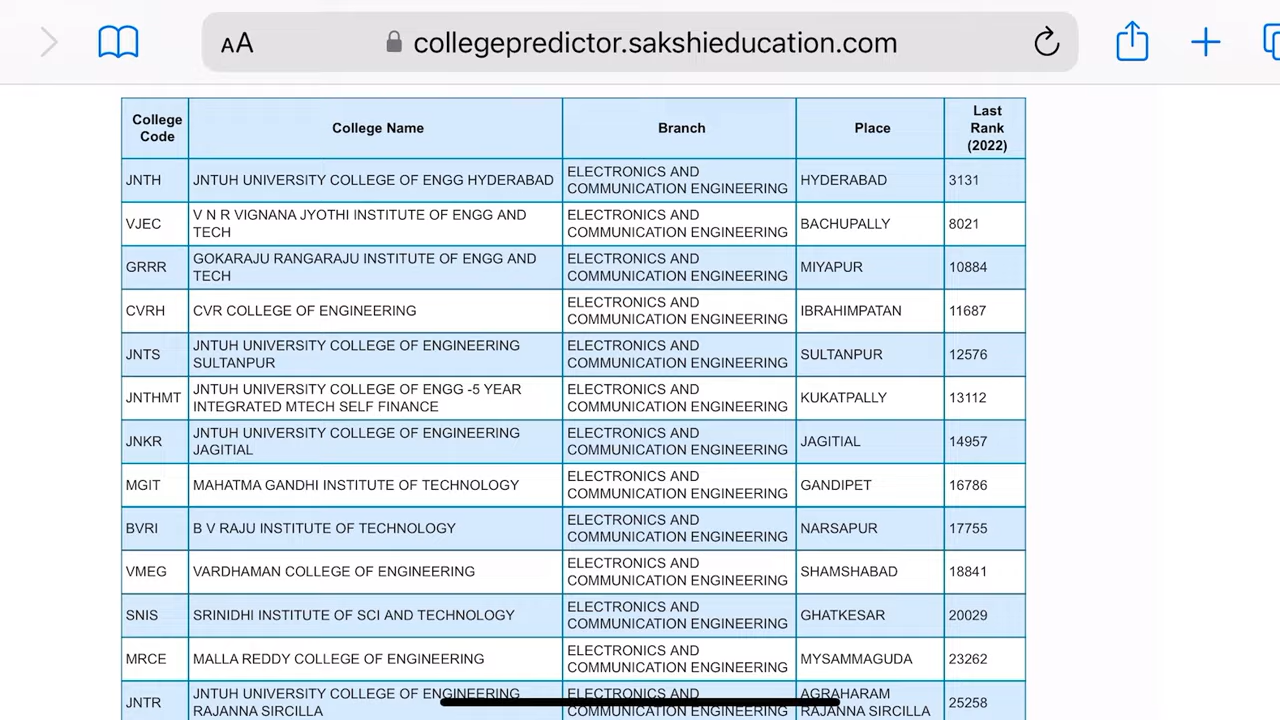 AA collegepredictor.sakshieducation.com
College Code College Name Branch Place Last Rank (2022)
JNTH JNTUH UNIVERSITY COLLEGE OF ENGG HYDERABAD ELECTRONICS AND COMMUNICATION ENGINEERING HYDERABAD 3131
VJEC V N R VIGNANA JYOTHI INSTITUTE OF ENGG AND TECH ELECTRONICS AND COMMUNICATION ENGINEERING BACHUPALLY 8021
GRRR GOKARAJU RANGARAJU INSTITUTE OF ENGG AND TECH ELECTRONICS AND COMMUNICATION ENGINEERING MIYAPUR 10884
CVRH CVR COLLEGE OF ENGINEERING ELECTRONICS AND COMMUNICATION ENGINEERING IBRAHIMPATAN 11687
JNTS JNTUH UNIVERSITY COLLEGE OF ENGINEERING SULTANPUR ELECTRONICS AND COMMUNICATION ENGINEERING SULTANPUR 12576
JNTHMT JNTUH UNIVERSITY COLLEGE OF ENGG -5 YEAR INTEGRATED MTECH SELF FINANCE ELECTRONICS AND COMMUNICATION ENGINEERING KUKATPALLY 13112
JNKR JNTUH UNIVERSITY COLLEGE OF ENGINEERING JAGITIAL ELECTRONICS AND COMMUNICATION ENGINEERING JAGITIAL 14957
MGIT MAHATMA GANDHI INSTITUTE OF TECHNOLOGY ELECTRONICS AND COMMUNICATION ENGINEERING GANDIPET 16786
BVRI B V RAJU INSTITUTE OF TECHNOLOGY ELECTRONICS AND COMMUNICATION ENGINEERING NARSAPUR 17755
VMEG VARDHAMAN COLLEGE OF ENGINEERING ELECTRONICS AND COMMUNICATION ENGINEERING SHAMSHABAD 18841
SNIS SRINIDHI INSTITUTE OF SCI AND TECHNOLOGY ELECTRONICS AND COMMUNICATION ENGINEERING GHATKESAR 20029
MRCE MALLA REDDY COLLEGE OF ENGINEERING ELECTRONICS AND COMMUNICATION ENGINEERING MYSAMMAGUDA 23262
JNTR JNTUH UNIVERSITY COLLEGE OF ENGINEERING RAJANNA SIRCILLA ELECTRONICS AND COMMUNICATION ENGINEERING AGRAHARAM RAJANNA SIRCILLA 25258